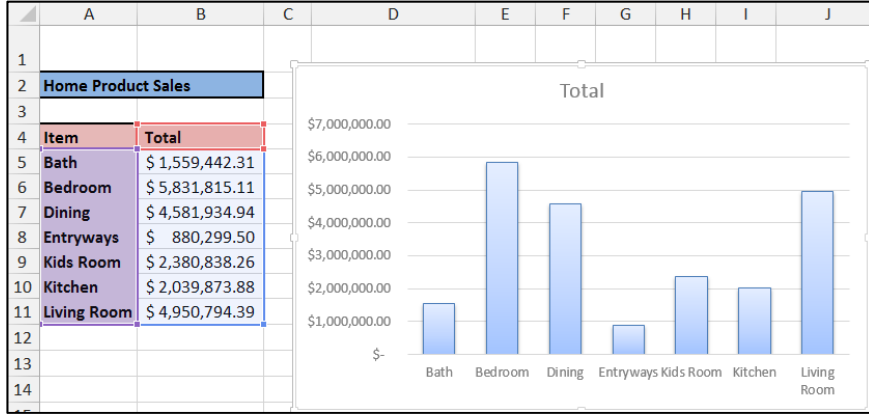 A B C D E F G H I J
1
2 Home Product Sales
3
4 Item Total
5 Bath $ 1,559,442.31
6 Bedroom $ 5,831,815.11
7 Dining $ 4,581,934.94
8 Entryways $ 880,299.50
9 Kids Room $ 2,380,838.26
10 Kitchen $ 2,039,873.88
11 Living Room $ 4,950,794.39
12
13
14
Total
$7,000,000.00
$6,000,000.00
$5,000,000.00
$4,000,000.00
$3,000,000.00
$2,000,000.00
$1,000,000.00
$-
Bath Bedroom Dining Entryways Kids Room Kitchen Living
Room